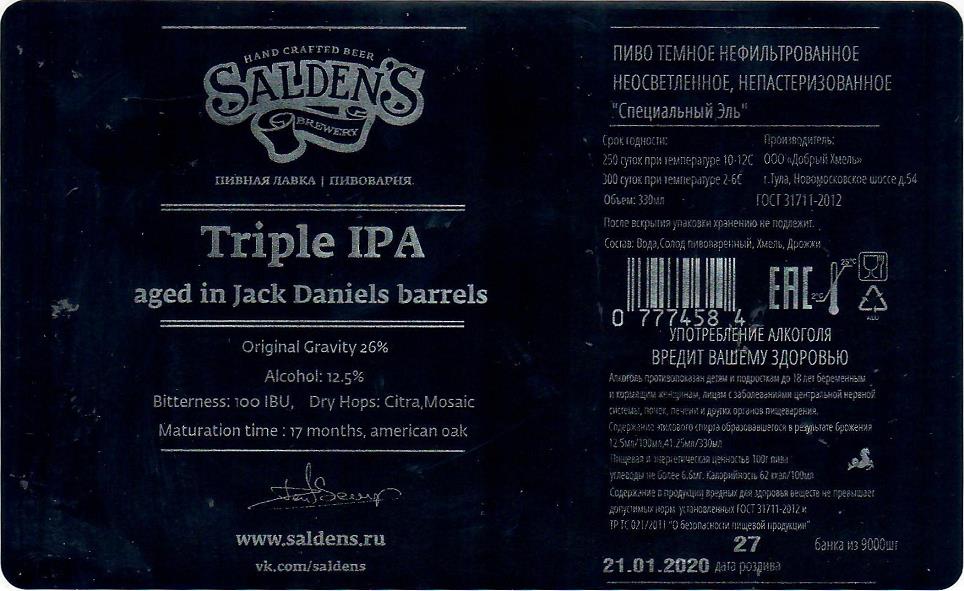 HAND CRAFTED BEER
SALDEN'S
BREWERY
ПИВНАЯ ЛАВКА | ПИВОВАРНЯ
Triple IPA
aged in Jack Daniels barrels
Original Gravity 26%
Alcohol: 12.5%
Bitterness: 100 IBU, Dry Hops: Citra,Mosaic
Maturation time : 17 months, american oak
www.saldens.ru
vk.com/saldens
ПИВО ТЕМНОЕ НЕФИЛЬТРОВАННОЕ
НЕОСВЕТЛЕННОЕ, НЕПАСТЕРИЗОВАННОЕ
"Специальный Эль"
Срок годности:
250 суток при температуре 10-12С
300 суток при температуре 2-6С
Объем: 330мл
Производитель:
ООО «Добрый Хмель»
г.Тула, Новомосковское шоссе д.54
ГОСТ 31711-2012
После вскрытия упаковки хранению не подлежит.
Состав: Вода,Солод пивоваренный, Хмель, Дрожжи
0 777458 4
EAC
25°C
2°C
ALU
УПОТРЕБЛЕНИЕ АЛКОГОЛЯ
ВРЕДИТ ВАШЕМУ ЗДОРОВЬЮ
Алкоголь противопоказан детям и подросткам до 18 лет беременным
и кормящим женщинам, лицам с заболеваниями центральной нервной
системы, почек, печени и других органов пищеварения.
Содержание этилового спирта образовавшегося в результате брожения
12.5мл/100мл,41.25мл/330мл
Пищевая и энергетическая ценностьв 100г пива
углеводы не более 6,6мг. Калорийность 62 ккал/100мл
Содержание в продукции вредных для здоровья веществ не превышает
допустимых норм установленных ГОСТ 31711-2012 и
ТР ТС 021/2011 "О безопасности пищевой продукции"
27 банка из 9000шт
21.01.2020 дата розлива